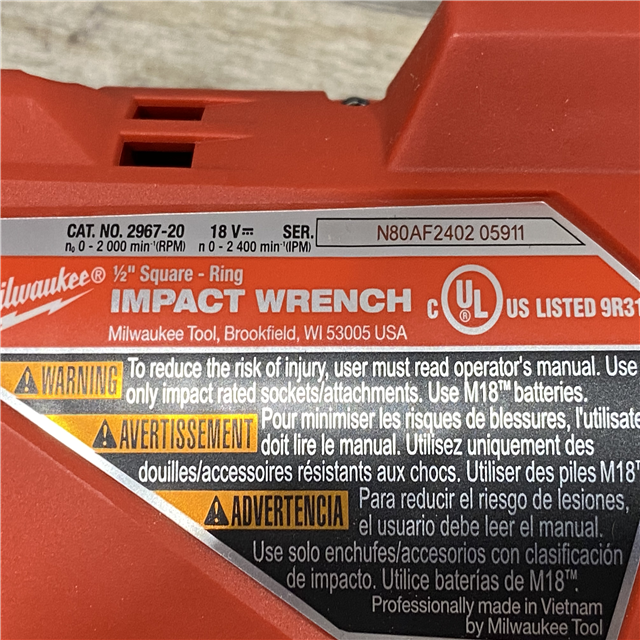 CAT. NO. 2967-20 18 V⎓ SER. N80AF2402 05911
n₀ 0 - 2 000 min⁻¹(RPM) n 0 - 2 400 min⁻¹(IPM)
Milwaukee® ½" Square - Ring
IMPACT WRENCH
Milwaukee Tool, Brookfield, WI 53005 USA
C UL ® US LISTED 9R31
WARNING To reduce the risk of injury, user must read operator's manual. Use
only impact rated sockets/attachments. Use M18™ batteries.
AVERTISSEMENT Pour minimiser les risques de blessures, l'utilisate
doit lire le manual. Utilisez uniquement des
douilles/accessoires résistants aux chocs. Utiliser des piles M18™
ADVERTENCIA Para reducir el riesgo de lesiones,
el usuario debe leer el manual.
Use solo enchufes/accesorios con clasificación
de impacto. Utilice baterías de M18™.
Professionally made in Vietnam
by Milwaukee Tool